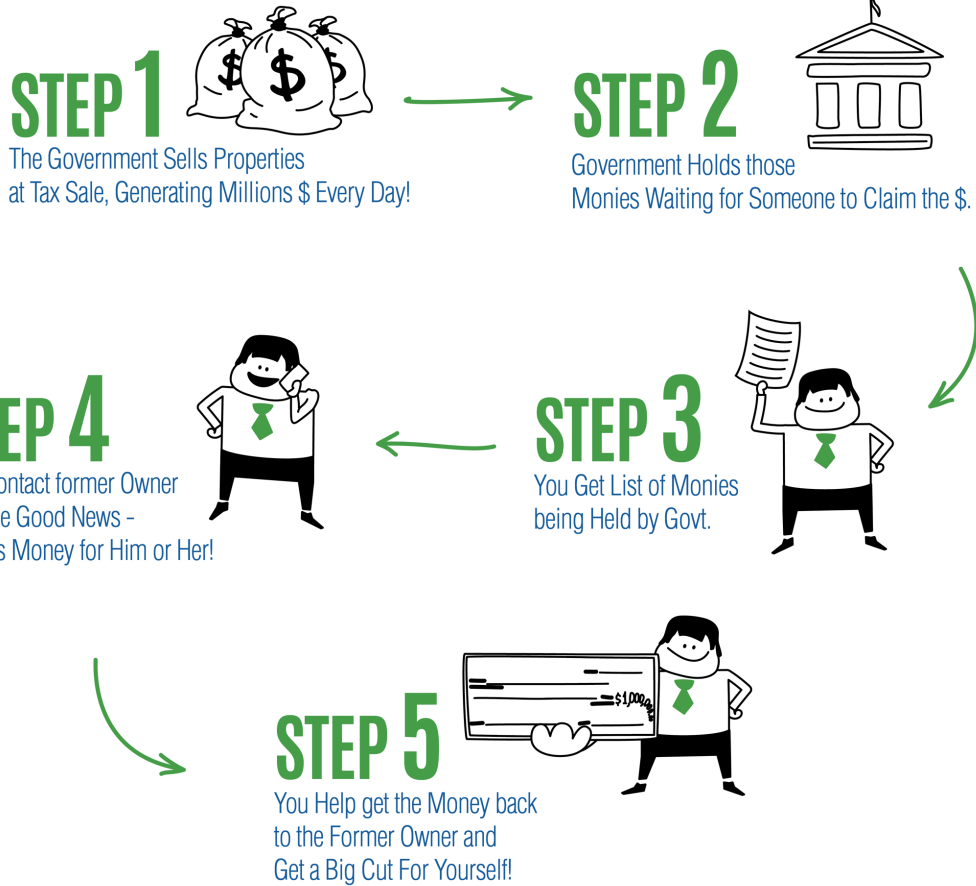 STEP 1
The Government Sells Properties
at Tax Sale, Generating Millions $ Every Day!
STEP 2
Government Holds those
Monies Waiting for Someone to Claim the $.
STEP 3
You Get List of Monies
being Held by Govt.
EP 4
ontact former Owner
e Good News -
s Money for Him or Her!
STEP 5
You Help get the Money back
to the Former Owner and
Get a Big Cut For Yourself!